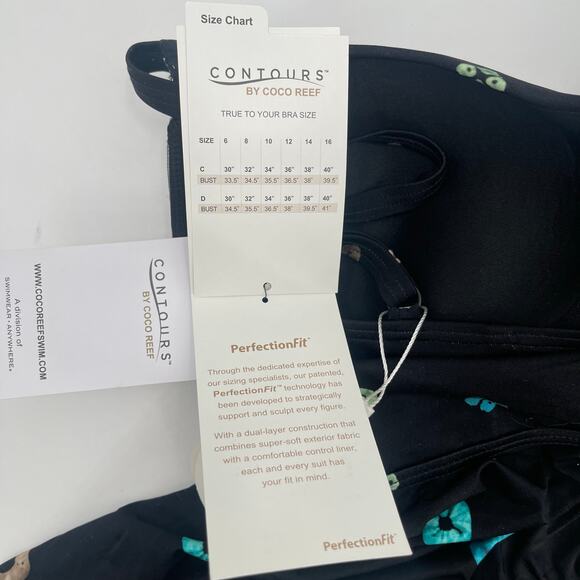 Size Chart
CONTOURS™
BY COCO REEF
TRUE TO YOUR BRA SIZE
SIZE 6 8 10 12 14 16
C 30" 32" 34" 36" 38" 40"
BUST 33.5" 34.5" 35.5" 36.5" 38" 39.5"
D 30" 32" 34" 36" 38" 40"
BUST 34.5" 35.5" 36.5" 38" 39.5" 41"
PerfectionFit™
Through the dedicated expertise of
our sizing specialists, our patented,
PerfectionFit™ technology has
been developed to strategically
support and sculpt every figure.
With a dual-layer construction that
combines super-soft exterior fabric
with a comfortable control liner,
each and every suit has
your fit in mind.
PerfectionFit™
CONTOURS™
BY COCO REEF
WWW.COCOREEFSWIM.COM
A division of
SWIMWEAR • ANYWHERE®